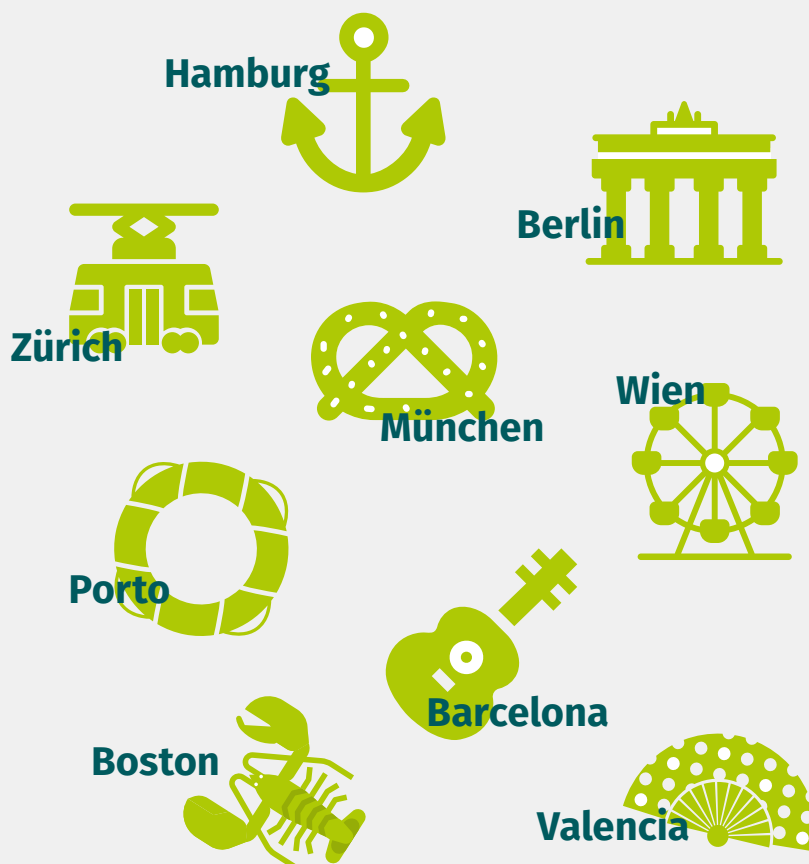 Hamburg
Berlin
Zürich
Wien
München
Porto
Barcelona
Boston
Valencia